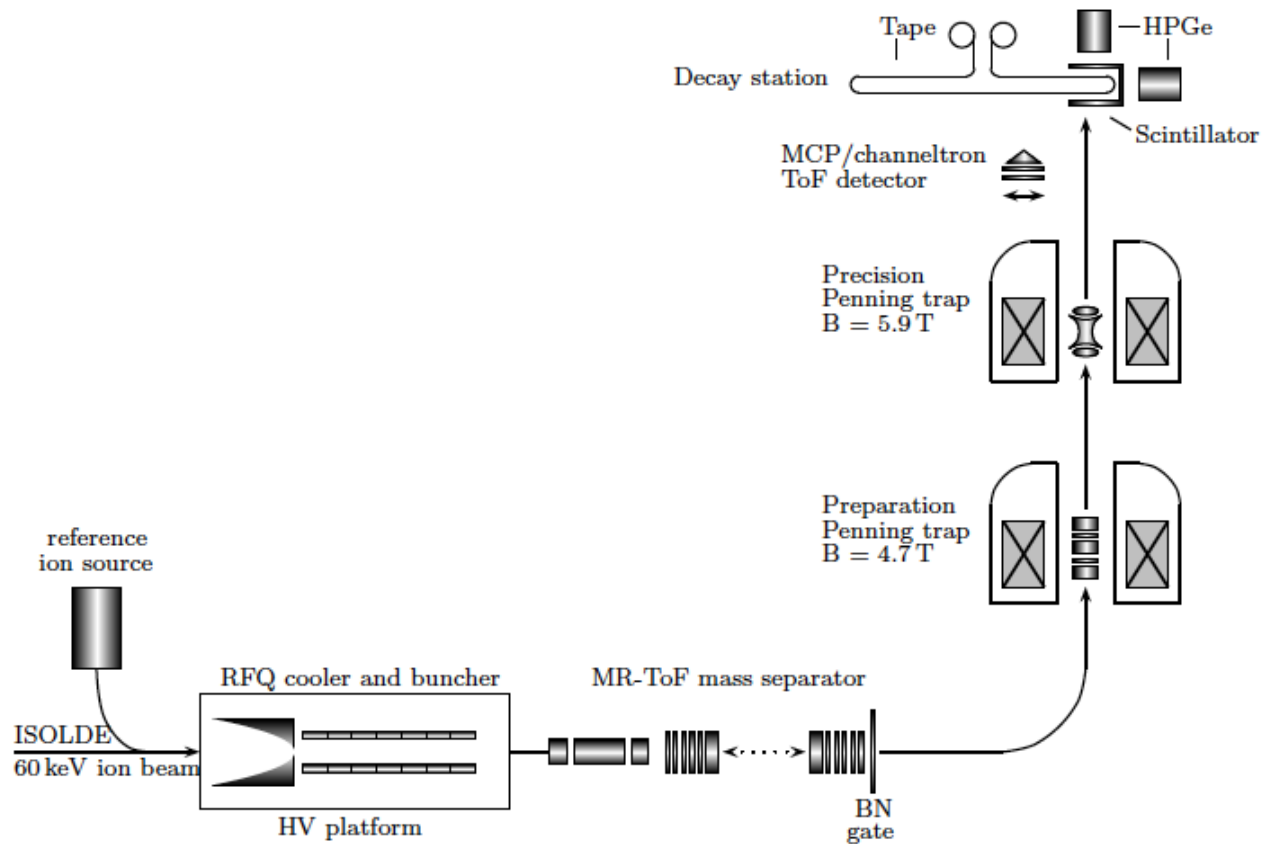 Tape
HPGe
Decay station
Scintillator
MCP/channeltron
ToF detector
Precision
Penning trap
B = 5.9 T
Preparation
Penning trap
B = 4.7 T
reference
ion source
RFQ cooler and buncher
MR-ToF mass separator
ISOLDE
60 keV ion beam
HV platform
BN
gate